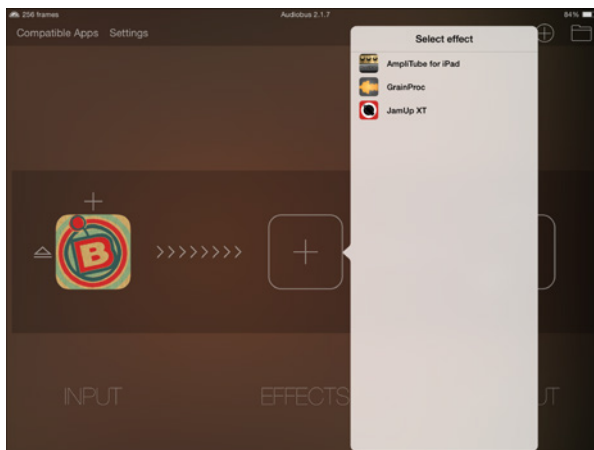 256 frames
Audiobus 2.1.7
84%
Compatible Apps Settings
Select effect
AmpliTube for iPad
GrainProc
JamUp XT
B
INPUT
EFFECTS
UT